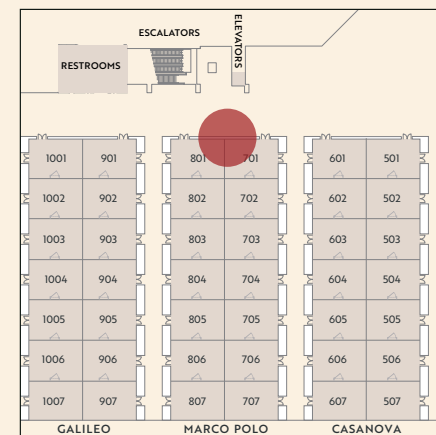 ESCALATORS
ELEVATORS
RESTROOMS
1001 901 801 701 601 501
1002 902 802 702 602 502
1003 903 803 703 603 503
1004 904 804 704 604 504
1005 905 805 705 605 505
1006 906 806 706 606 506
1007 907 807 707 607 507
GALILEO MARCO POLO CASANOVA